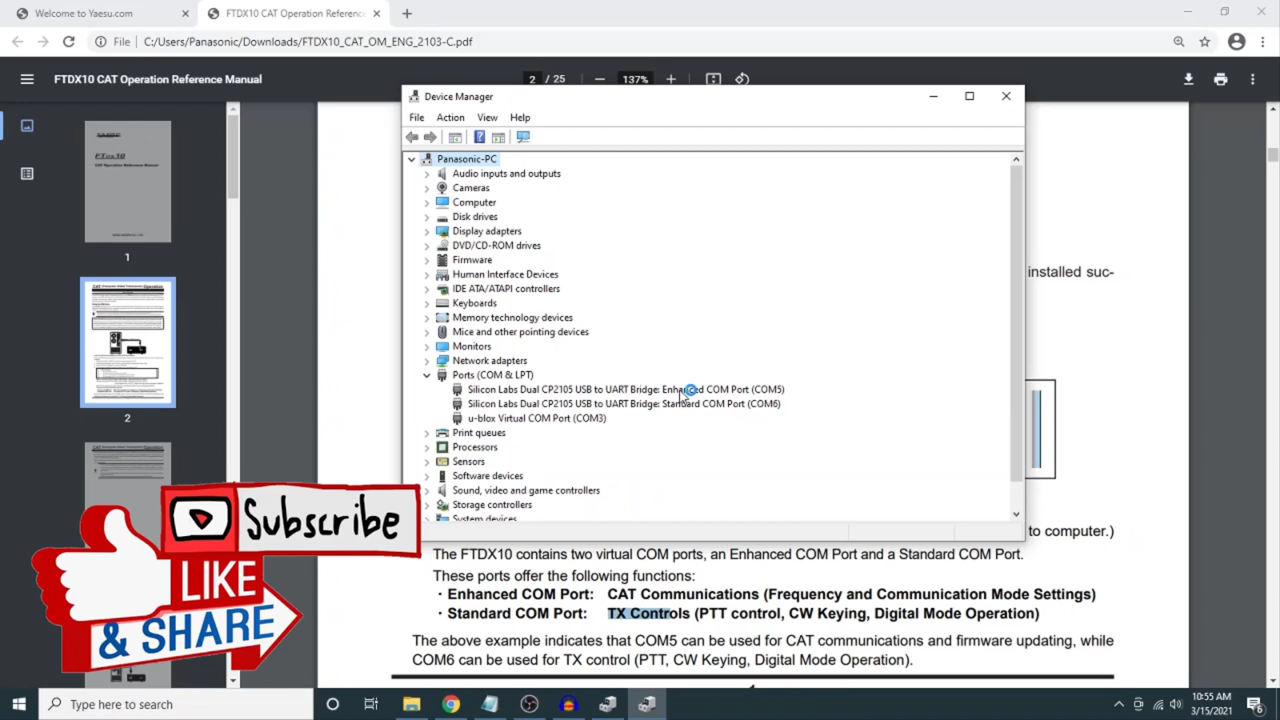 Welcome to Yaesu.com
FTDX10 CAT Operation Reference
File
C:/Users/Panasonic/Downloads/FTDX10_CAT_OM_ENG_2103-C.pdf
FTDX10 CAT Operation Reference Manual
2 / 25
137%
Device Manager
File Action View Help
Panasonic-PC
Audio inputs and outputs
Cameras
Computer
Disk drives
Display adapters
DVD/CD-ROM drives
Firmware
Human Interface Devices
IDE ATA/ATAPI controllers
Keyboards
Memory technology devices
Mice and other pointing devices
Monitors
Network adapters
Ports (COM & LPT)
Silicon Labs Dual CP2105 USB to UART Bridge: Enhanced COM Port (COM5)
Silicon Labs Dual CP2105 USB to UART Bridge: Standard COM Port (COM6)
u-blox Virtual COM Port (COM3)
Print queues
Processors
Sensors
Software devices
Sound, video and game controllers
Storage controllers
System devices
1
2
installed suc-
to computer.)
The FTDX10 contains two virtual COM ports, an Enhanced COM Port and a Standard COM Port.
These ports offer the following functions:
· Enhanced COM Port: CAT Communications (Frequency and Communication Mode Settings)
· Standard COM Port: TX Controls (PTT control, CW Keying, Digital Mode Operation)
The above example indicates that COM5 can be used for CAT communications and firmware updating, while
COM6 can be used for TX control (PTT, CW Keying, Digital Mode Operation).
Subscribe
LIKE
& SHARE
Type here to search
10:55 AM
3/15/2021